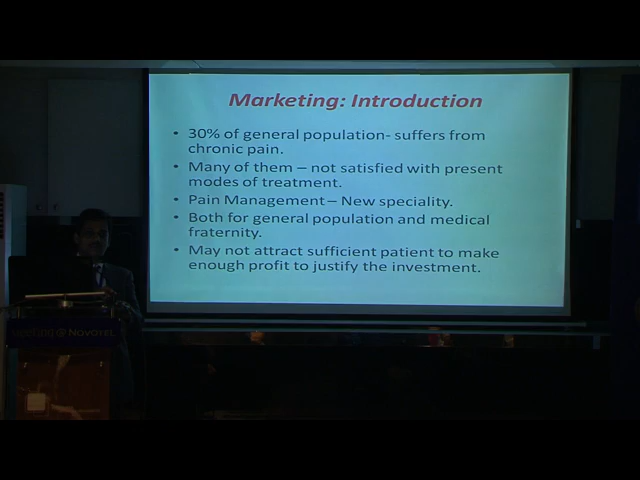 Marketing: Introduction
• 30% of general population- suffers from
chronic pain.
• Many of them – not satisfied with present
modes of treatment.
• Pain Management – New speciality.
• Both for general population and medical
fraternity.
• May not attract sufficient patient to make
enough profit to justify the investment.
@ NOVOTEL